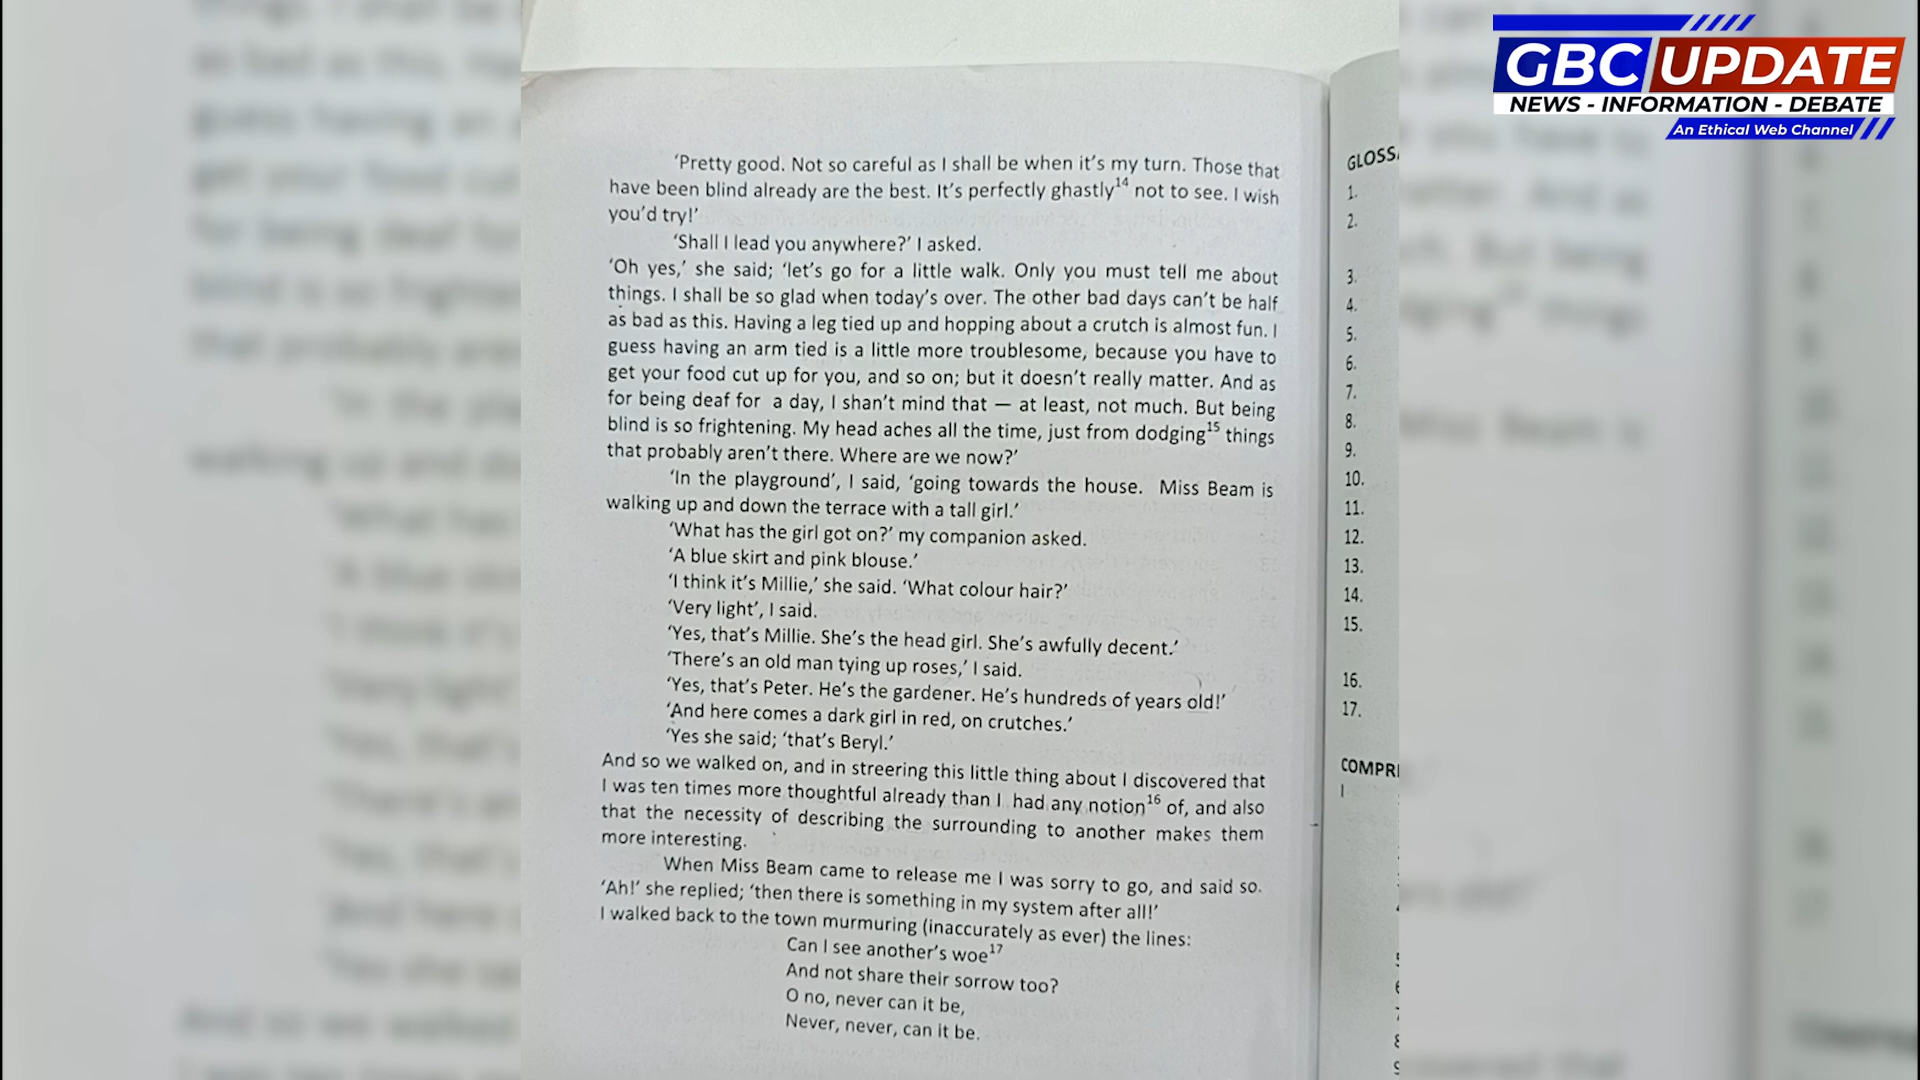 GBC UPDATE
NEWS - INFORMATION - DEBATE
An Ethical Web Channel
‘Pretty good. Not so careful as I shall be when it’s my turn. Those that
have been blind already are the best. It’s perfectly ghastly14 not to see. I wish
you’d try!’
‘Shall I lead you anywhere?’ I asked.
‘Oh yes,’ she said; ‘let’s go for a little walk. Only you must tell me about
things. I shall be so glad when today’s over. The other bad days can’t be half
as bad as this. Having a leg tied up and hopping about a crutch is almost fun. I
guess having an arm tied is a little more troublesome, because you have to
get your food cut up for you, and so on; but it doesn’t really matter. And as
for being deaf for a day, I shan’t mind that — at least, not much. But being
blind is so frightening. My head aches all the time, just from dodging15 things
that probably aren’t there. Where are we now?’
‘In the playground’, I said, ‘going towards the house. Miss Beam is
walking up and down the terrace with a tall girl.’
‘What has the girl got on?’ my companion asked.
‘A blue skirt and pink blouse.’
‘I think it’s Millie,’ she said. ‘What colour hair?’
‘Very light’, I said.
‘Yes, that’s Millie. She’s the head girl. She’s awfully decent.’
‘There’s an old man tying up roses,’ I said.
‘Yes, that’s Peter. He’s the gardener. He’s hundreds of years old!’
‘And here comes a dark girl in red, on crutches.’
‘Yes she said; ‘that’s Beryl.’
And so we walked on, and in streering this little thing about I discovered that
I was ten times more thoughtful already than I had any notion16 of, and also
that the necessity of describing the surrounding to another makes them
more interesting.
When Miss Beam came to release me I was sorry to go, and said so.
‘Ah!’ she replied; ‘then there is something in my system after all!’
I walked back to the town murmuring (inaccurately as ever) the lines:
Can I see another’s woe17
And not share their sorrow too?
O no, never can it be,
Never, never, can it be.
1.
2.
3.
4.
5.
6.
7.
8.
9.
10.
11.
12.
13.
14.
15.
16.
17.
I